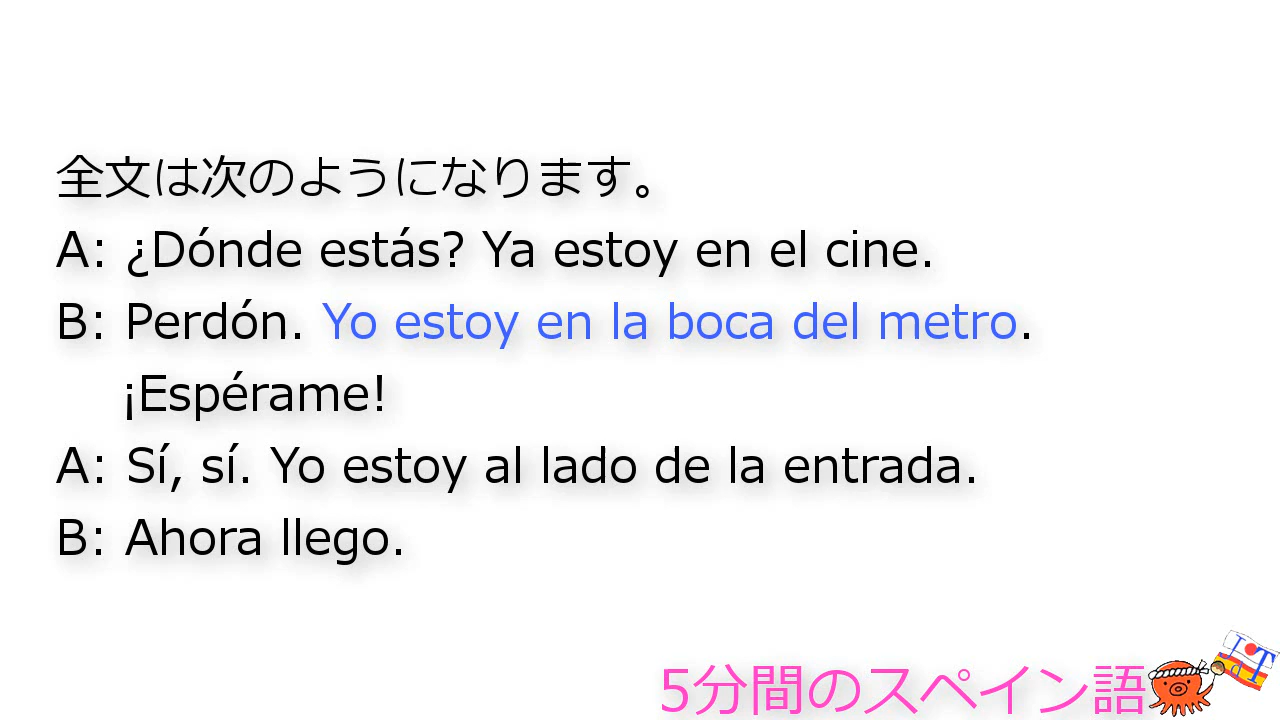 全文は次のようになります。
A: ¿Dónde estás? Ya estoy en el cine.
B: Perdón. Yo estoy en la boca del metro.
¡Espérame!
A: Sí, sí. Yo estoy al lado de la entrada.
B: Ahora llego.
5分間のスペイン語